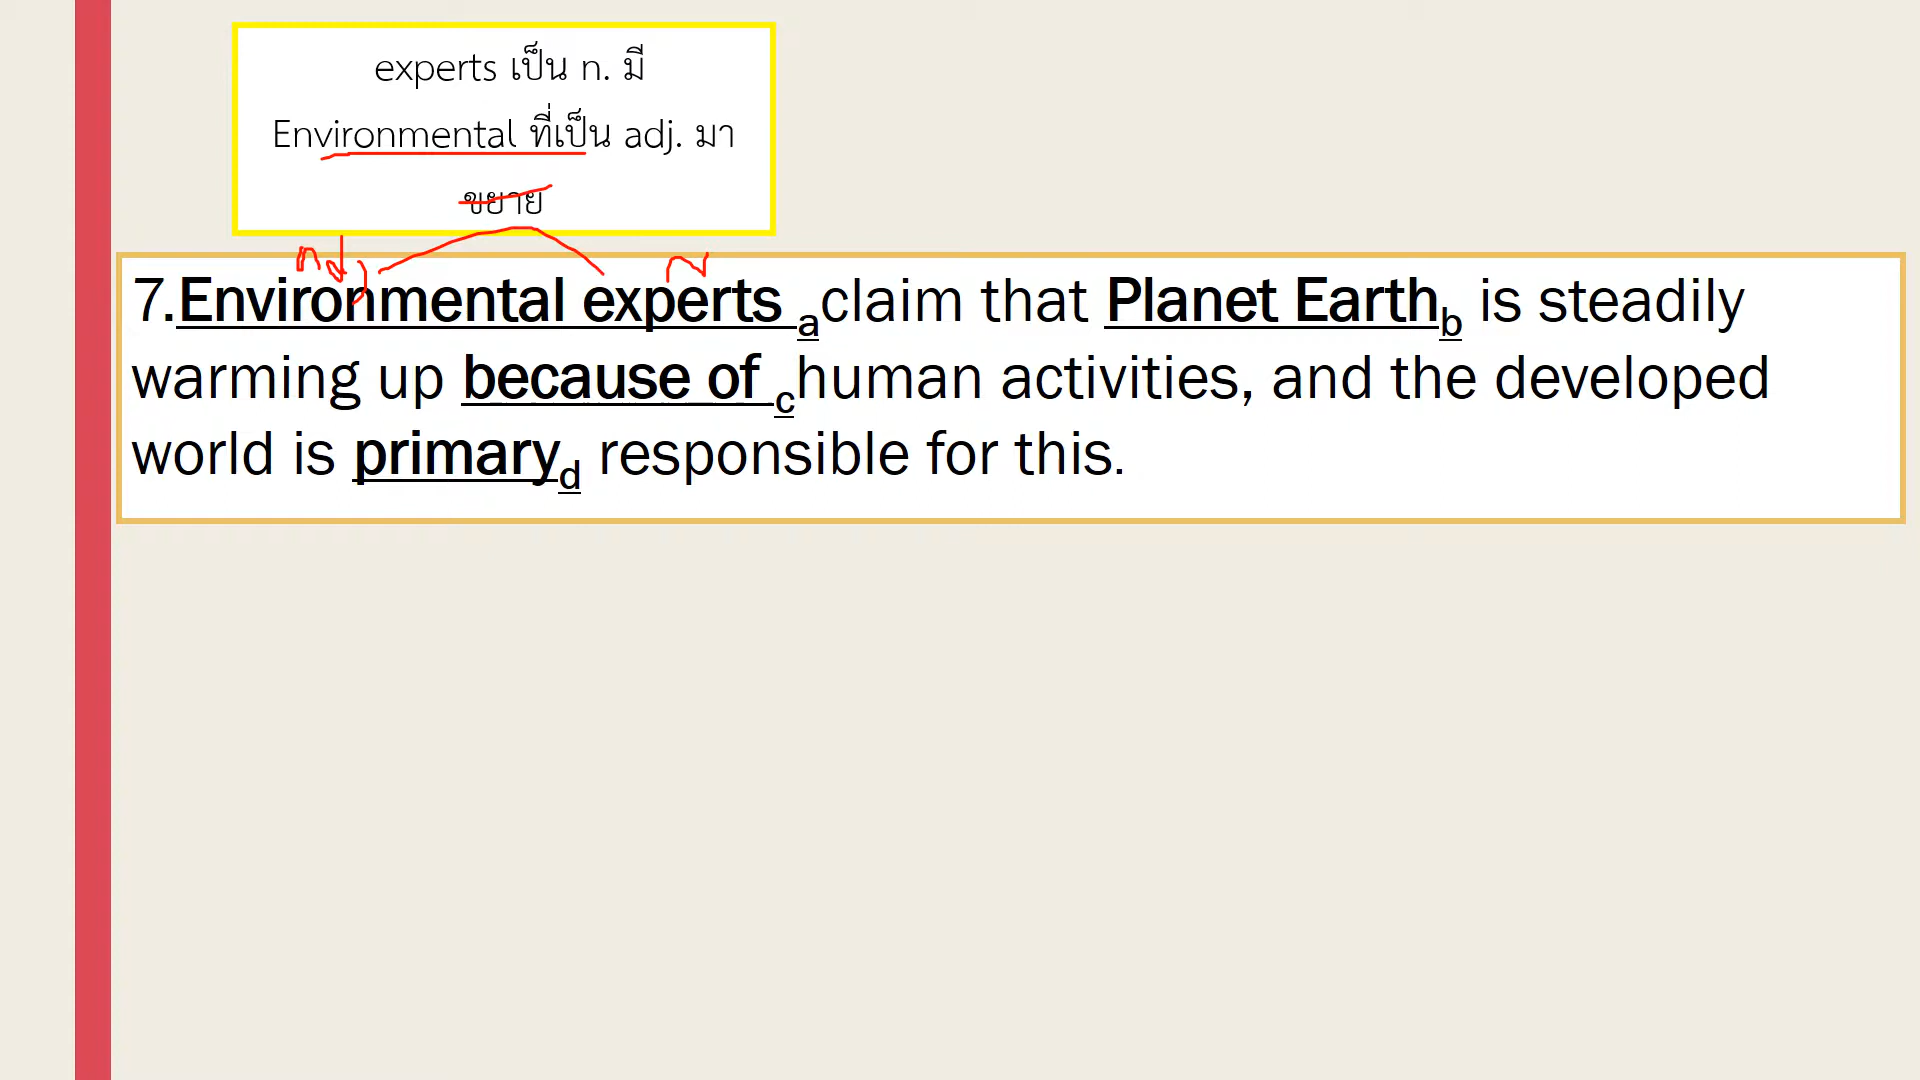 experts เป็น n. มี
Environmental ที่เป็น adj. มา
ขยาย
adj n
7.Environmental experts a claim that Planet Earth b is steadily
warming up because of c human activities, and the developed
world is primary d responsible for this.